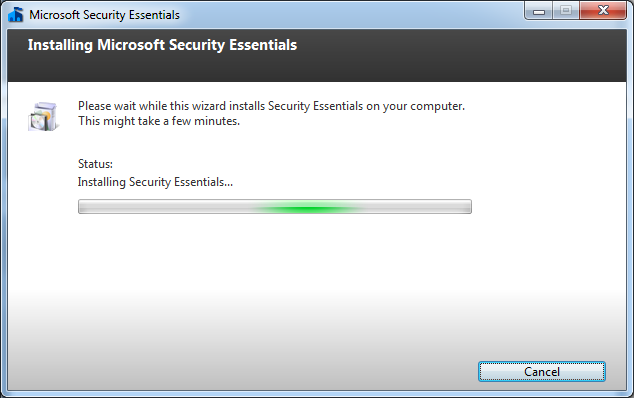 Microsoft Security Essentials
Installing Microsoft Security Essentials
Please wait while this wizard installs Security Essentials on your computer.
This might take a few minutes.
Status:
Installing Security Essentials...
Cancel